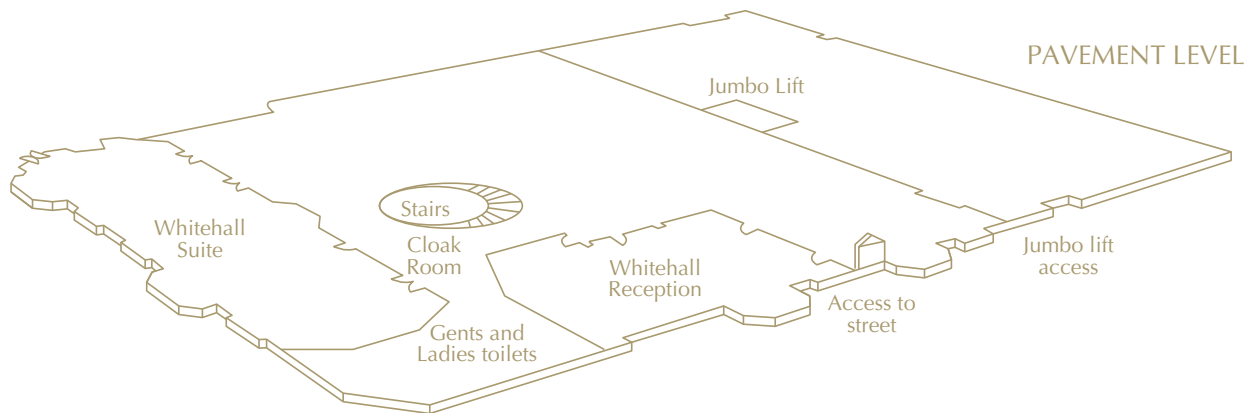 PAVEMENT LEVEL
Jumbo Lift
Stairs
Whitehall
Suite
Cloak
Room
Whitehall
Reception
Jumbo lift
access
Access to
street
Gents and
Ladies toilets